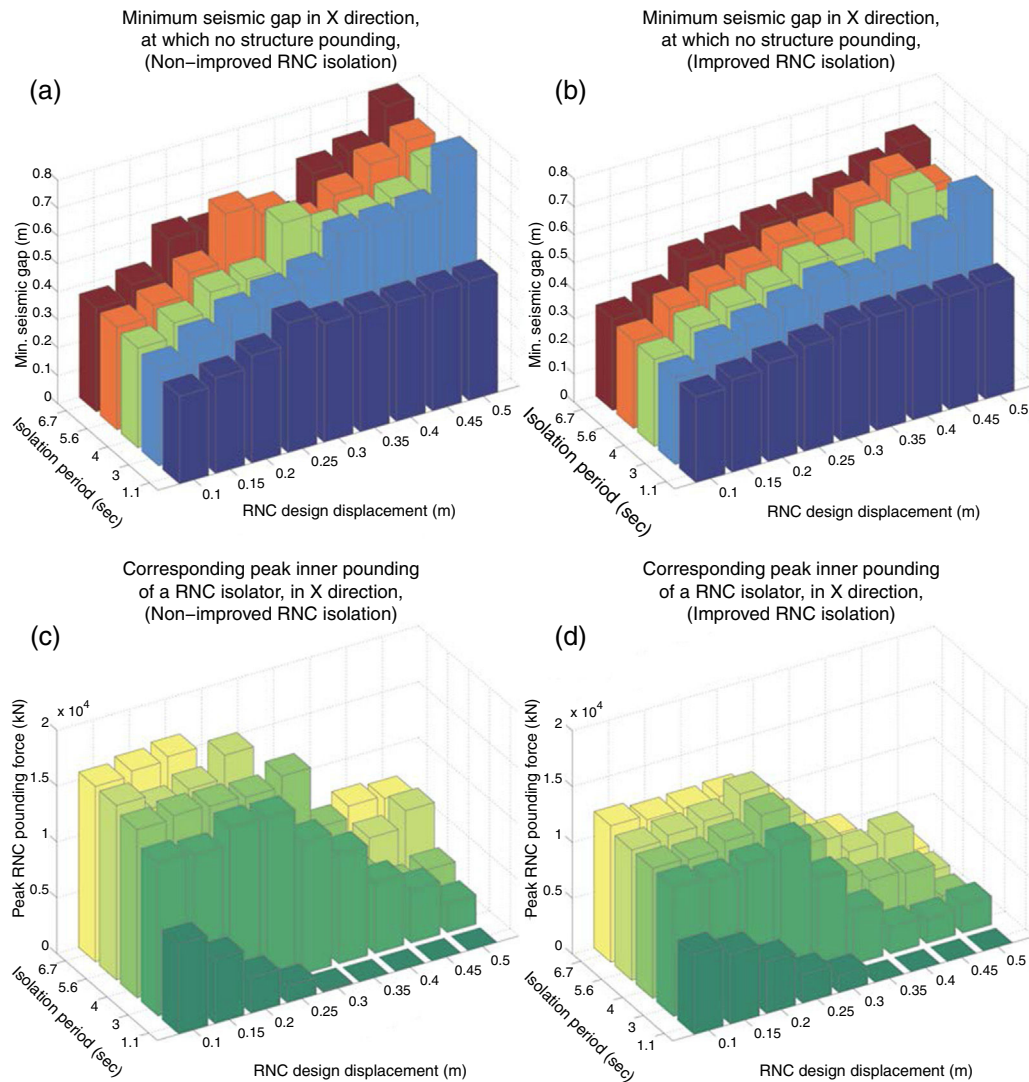 Minimum seismic gap in X direction,
at which no structure pounding,
(Non−improved RNC isolation)
(a)
0.8
0.7
0.6
0.5
0.4
0.3
0.2
0.1
0
Min. seismic gap (m)
6.7
5.6
4
3
1.1
Isolation period (sec)
0.1
0.15
0.2
0.25
0.3
0.35
0.4
0.45
0.5
RNC design displacement (m)
Minimum seismic gap in X direction,
at which no structure pounding,
(Improved RNC isolation)
(b)
0.8
0.7
0.6
0.5
0.4
0.3
0.2
0.1
0
Min. seismic gap (m)
6.7
5.6
4
3
1.1
Isolation period (sec)
0.1
0.15
0.2
0.25
0.3
0.35
0.4
0.45
0.5
RNC design displacement (m)
Corresponding peak inner pounding
of a RNC isolator, in X direction,
(Non−improved RNC isolation)
(c)
x 10⁴
2
1.5
1
0.5
0
Peak RNC pounding force (kN)
6.7
5.6
4
3
1.1
Isolation period (sec)
0.1
0.15
0.2
0.25
0.3
0.35
0.4
0.45
0.5
RNC design displacement (m)
Corresponding peak inner pounding
of a RNC isolator, in X direction,
(Improved RNC isolation)
(d)
x 10⁴
2
1.5
1
0.5
0
Peak RNC pounding force (kN)
6.7
5.6
4
3
1.1
Isolation period (sec)
0.1
0.15
0.2
0.25
0.3
0.35
0.4
0.45
0.5
RNC design displacement (m)